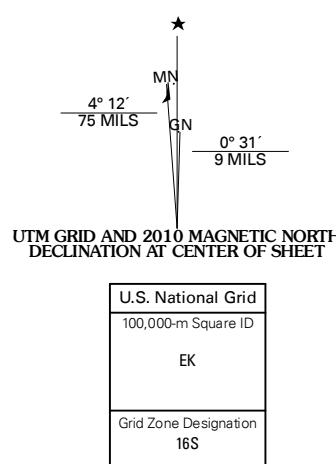 MN
4° 12´
75 MILS
GN
0° 31´
9 MILS
UTM GRID AND 2010 MAGNETIC NORTH
DECLINATION AT CENTER OF SHEET
U.S. National Grid
100,000-m Square ID
EK
Grid Zone Designation
16S